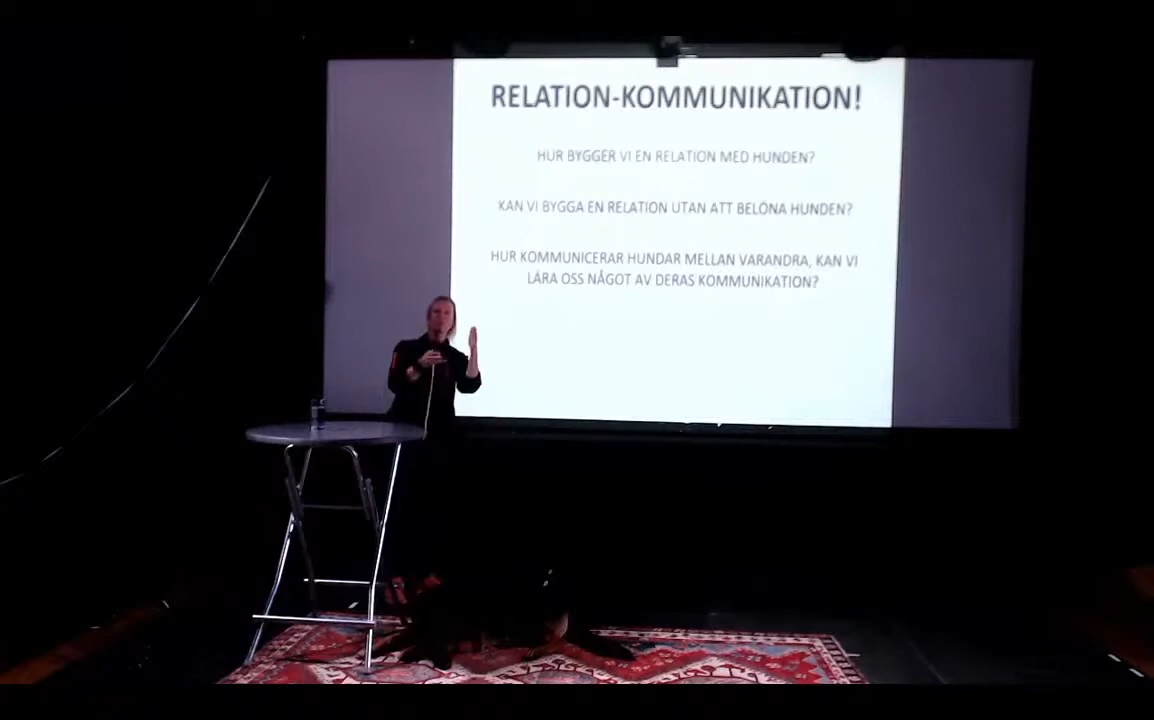 RELATION-KOMMUNIKATION!
HUR BYGGER VI EN RELATION MED HUNDEN?
KAN VI BYGGA EN RELATION UTAN ATT BELÖNA HUNDEN?
HUR KOMMUNICERAR HUNDAR MELLAN VARANDRA, KAN VI
LÄRA OSS NÅGOT AV DERAS KOMMUNIKATION?